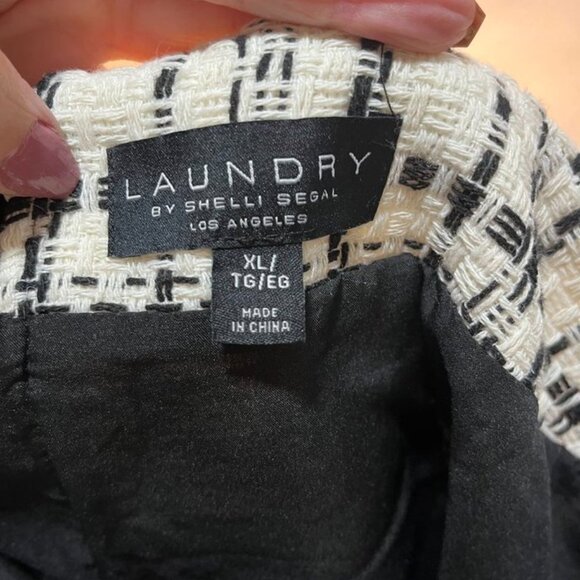 LAUNDRY
BY SHELLI SEGAL
LOS ANGELES
XL/
TG/EG
MADE
IN CHINA